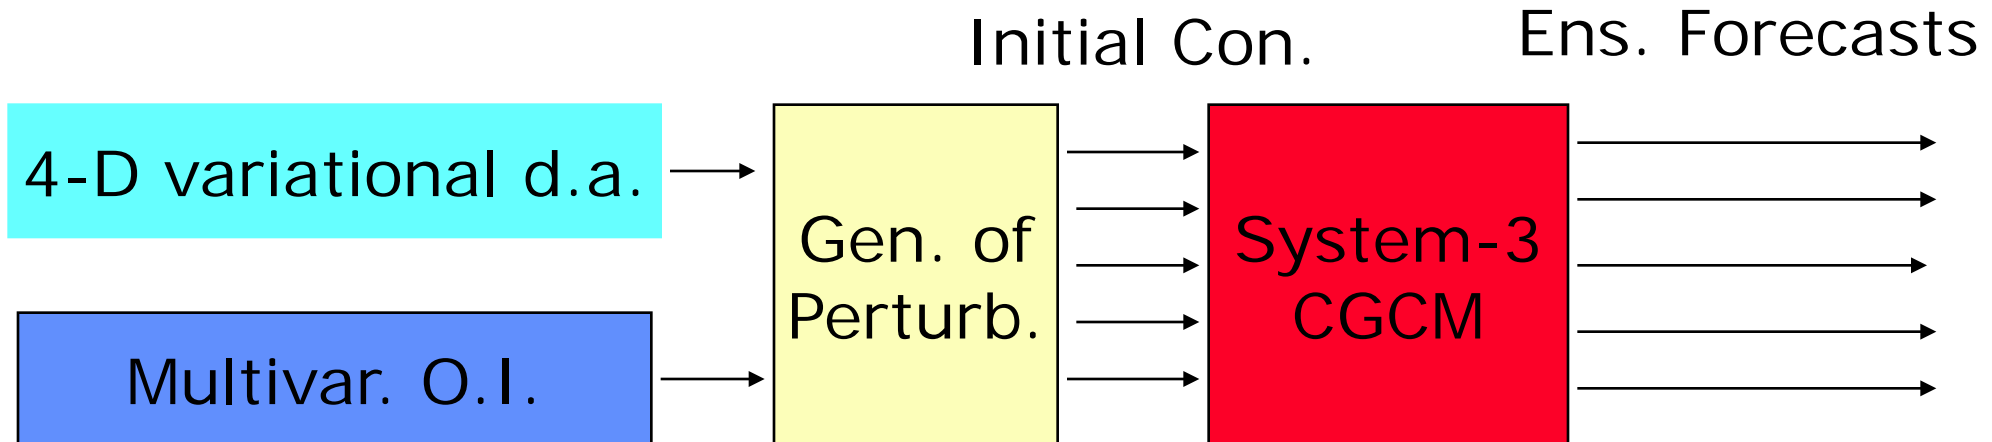 Initial Con.
Ens. Forecasts
4-D variational d.a.
Gen. of
Perturb.
System-3
CGCM
Multivar. O.I.